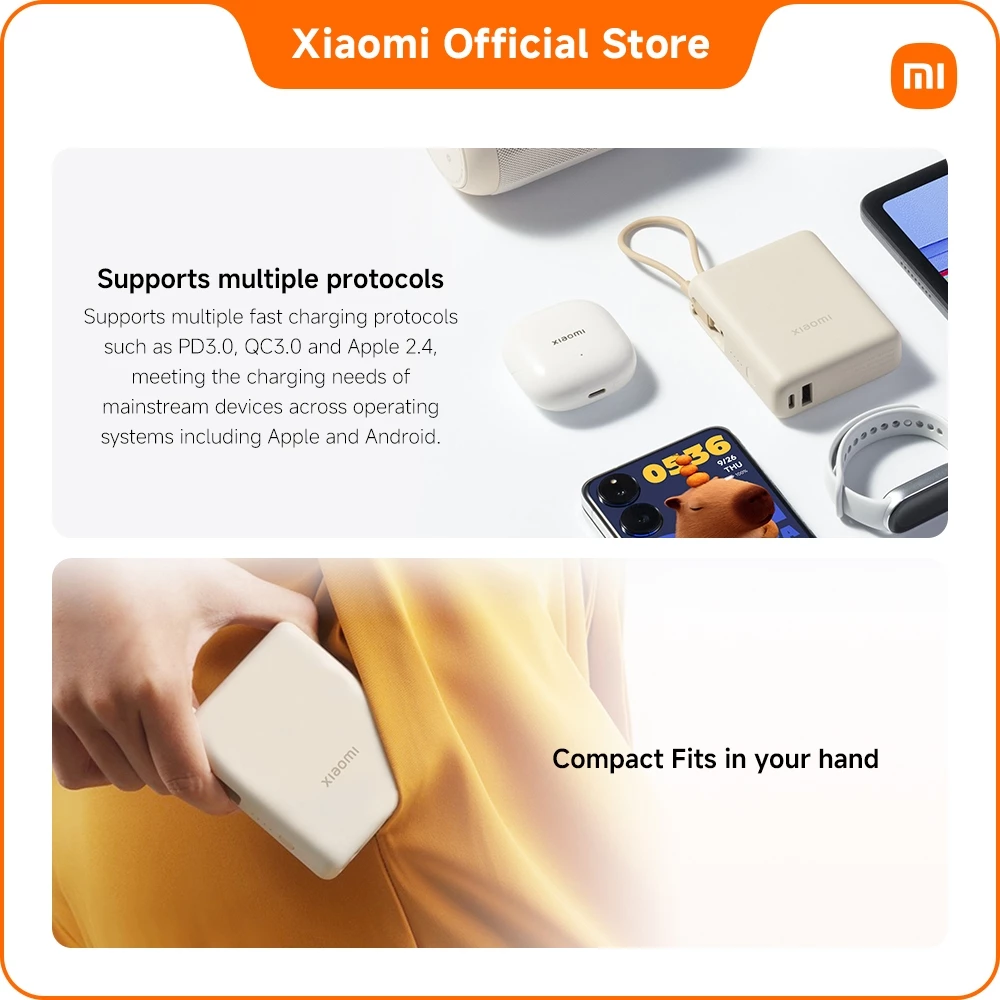 Xiaomi Official Store
mi
Supports multiple protocols
Supports multiple fast charging protocols
such as PD3.0, QC3.0 and Apple 2.4,
meeting the charging needs of
mainstream devices across operating
systems including Apple and Android.
xiaomi
xiaomi
05:36
9/26
THU
100%
xiaomi
Compact Fits in your hand